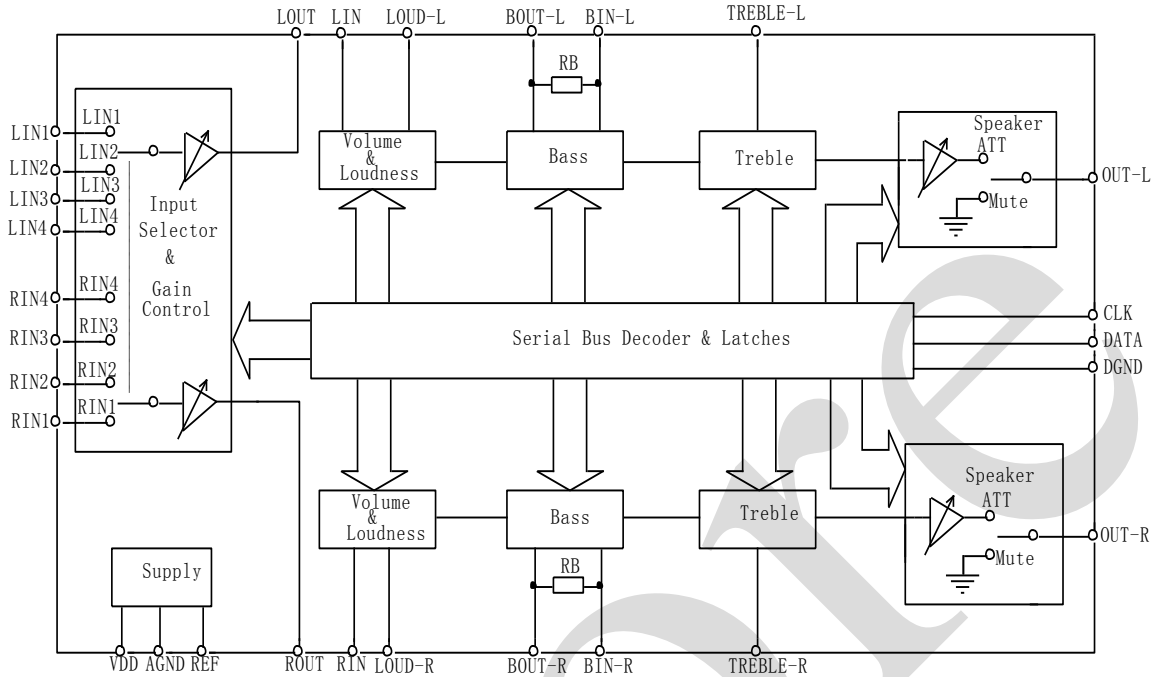 LOUT LIN LOUD-L BOUT-L BIN-L TREBLE-L
RB
LIN1
LIN2
LIN3
LIN4
RIN4
RIN3
RIN2
RIN1
LIN1
LIN2
LIN3
LIN4
Input
Selector
&
Gain
Control
RIN4
RIN3
RIN2
RIN1
Volume
&
Loudness
Bass
Treble
Speaker
ATT
Mute
OUT-L
Serial Bus Decoder & Latches
CLK
DATA
DGND
Volume
&
Loudness
Bass
Treble
Speaker
ATT
Mute
OUT-R
RB
Supply
VDD AGND REF ROUT RIN LOUD-R BOUT-R BIN-R TREBLE-R